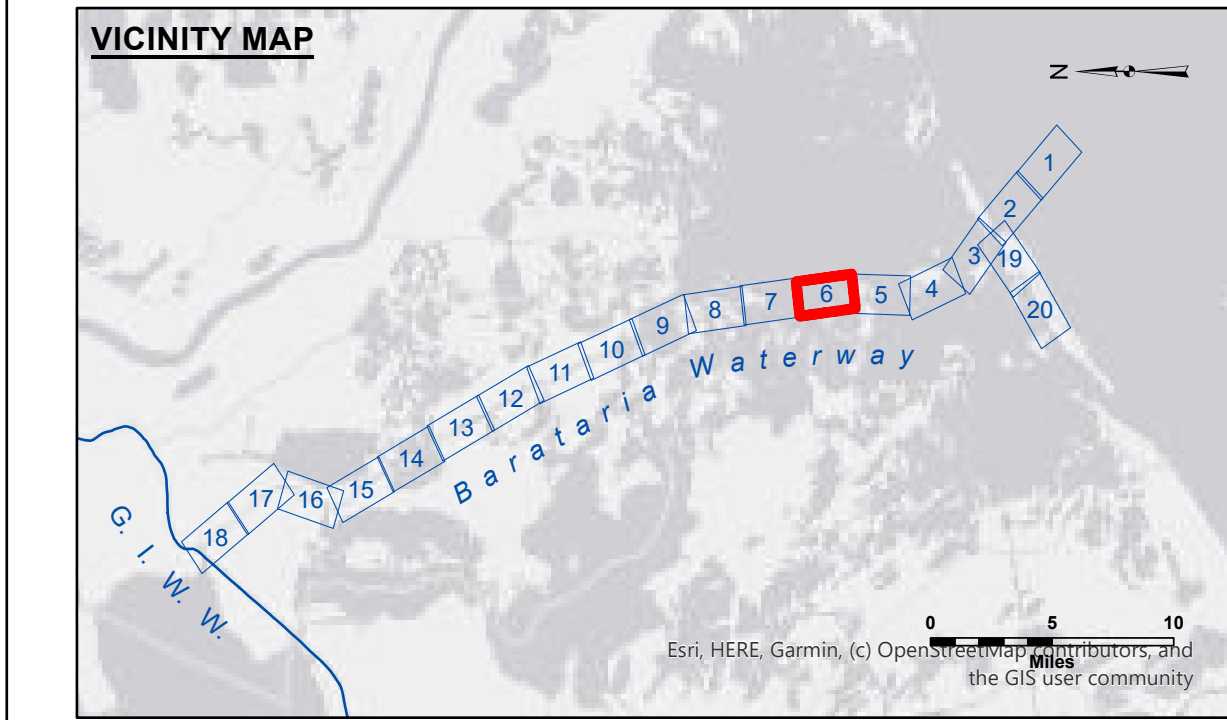 VICINITY MAP
N
1
2
3
19
20
4
5
6
7
8
9
10
11
12
13
14
15
16
17
18
Barataria Waterway
G. I. W. W.
0 5 10
Miles
Esri, HERE, Garmin, (c) OpenStreetMap contributors, and
the GIS user community